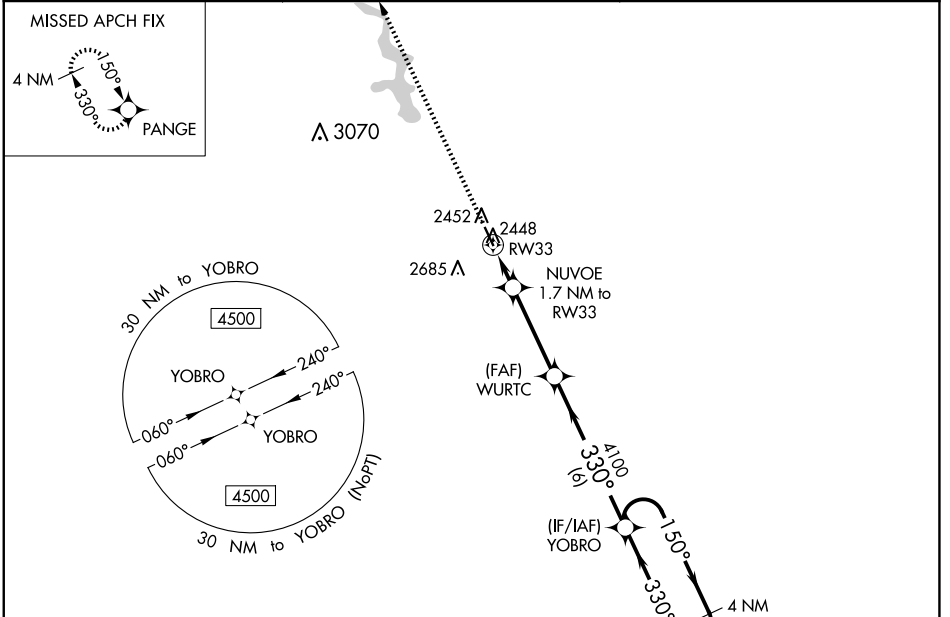 MISSED APCH FIX
4 NM
150°
330°
PANGE
3070
2452
2448
RW33
2685
NUVOE
1.7 NM to
RW33
30 NM to YOBRO
4500
240°
YOBRO
240°
(FAF)
WURTC
060°
YOBRO
060°
4500
30 NM to YOBRO (NoPT)
4100
330°
(6)
(IF/IAF)
YOBRO
150°
330°
4 NM